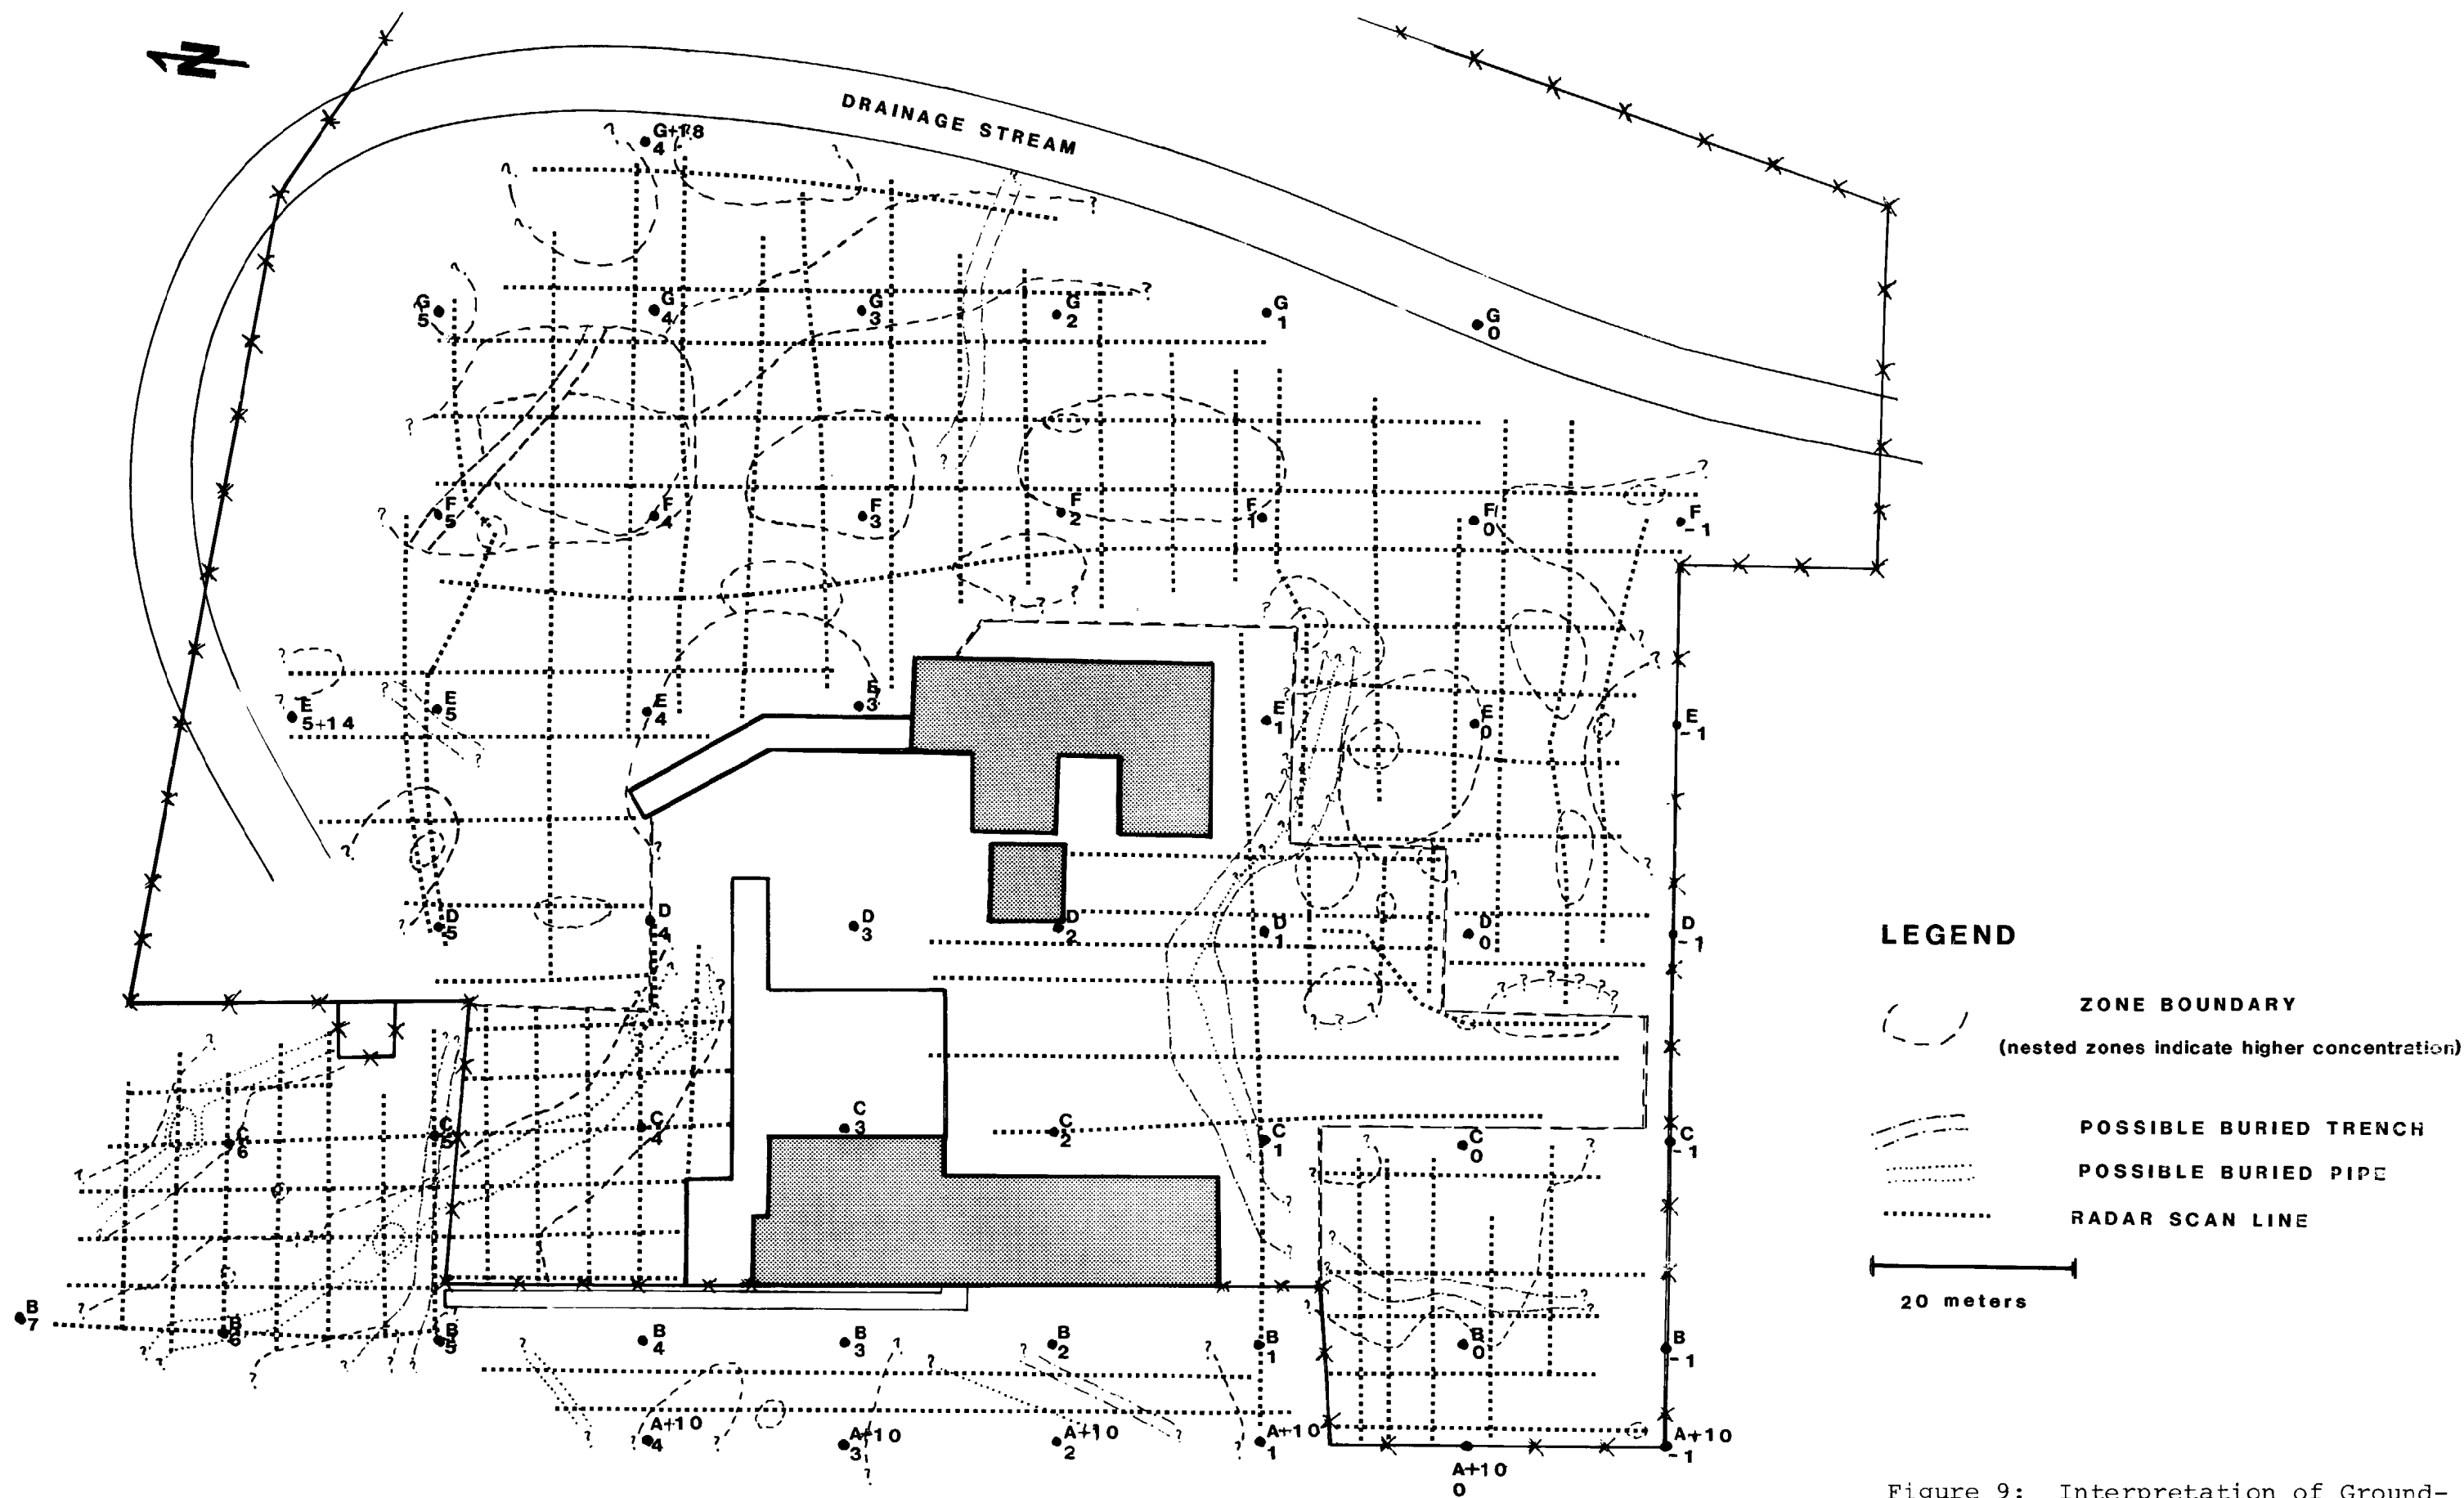 N
DRAINAGE STREAM
G+18
4
G
5
G
4
G
3
G
2
G
1
G
0
F
5
F
4
F
3
F
2
F
1
F
0
F
-1
E
5+14
E
5
E
4
E
3
E
1
E
0
E
-1
D
5
D
4
D
3
D
2
D
1
D
0
D
-1
C
6
C
5
C
4
C
3
C
2
C
1
C
0
C
-1
B
7
B
6
B
5
B
4
B
3
B
2
B
1
B
0
B
-1
A+10
4
A+10
3
A+10
2
A+10
1
A+10
0
A+10
-1
LEGEND
ZONE BOUNDARY
(nested zones indicate higher concentration)
POSSIBLE BURIED TRENCH
POSSIBLE BURIED PIPE
RADAR SCAN LINE
20 meters
Figure 9: Interpretation of Ground-